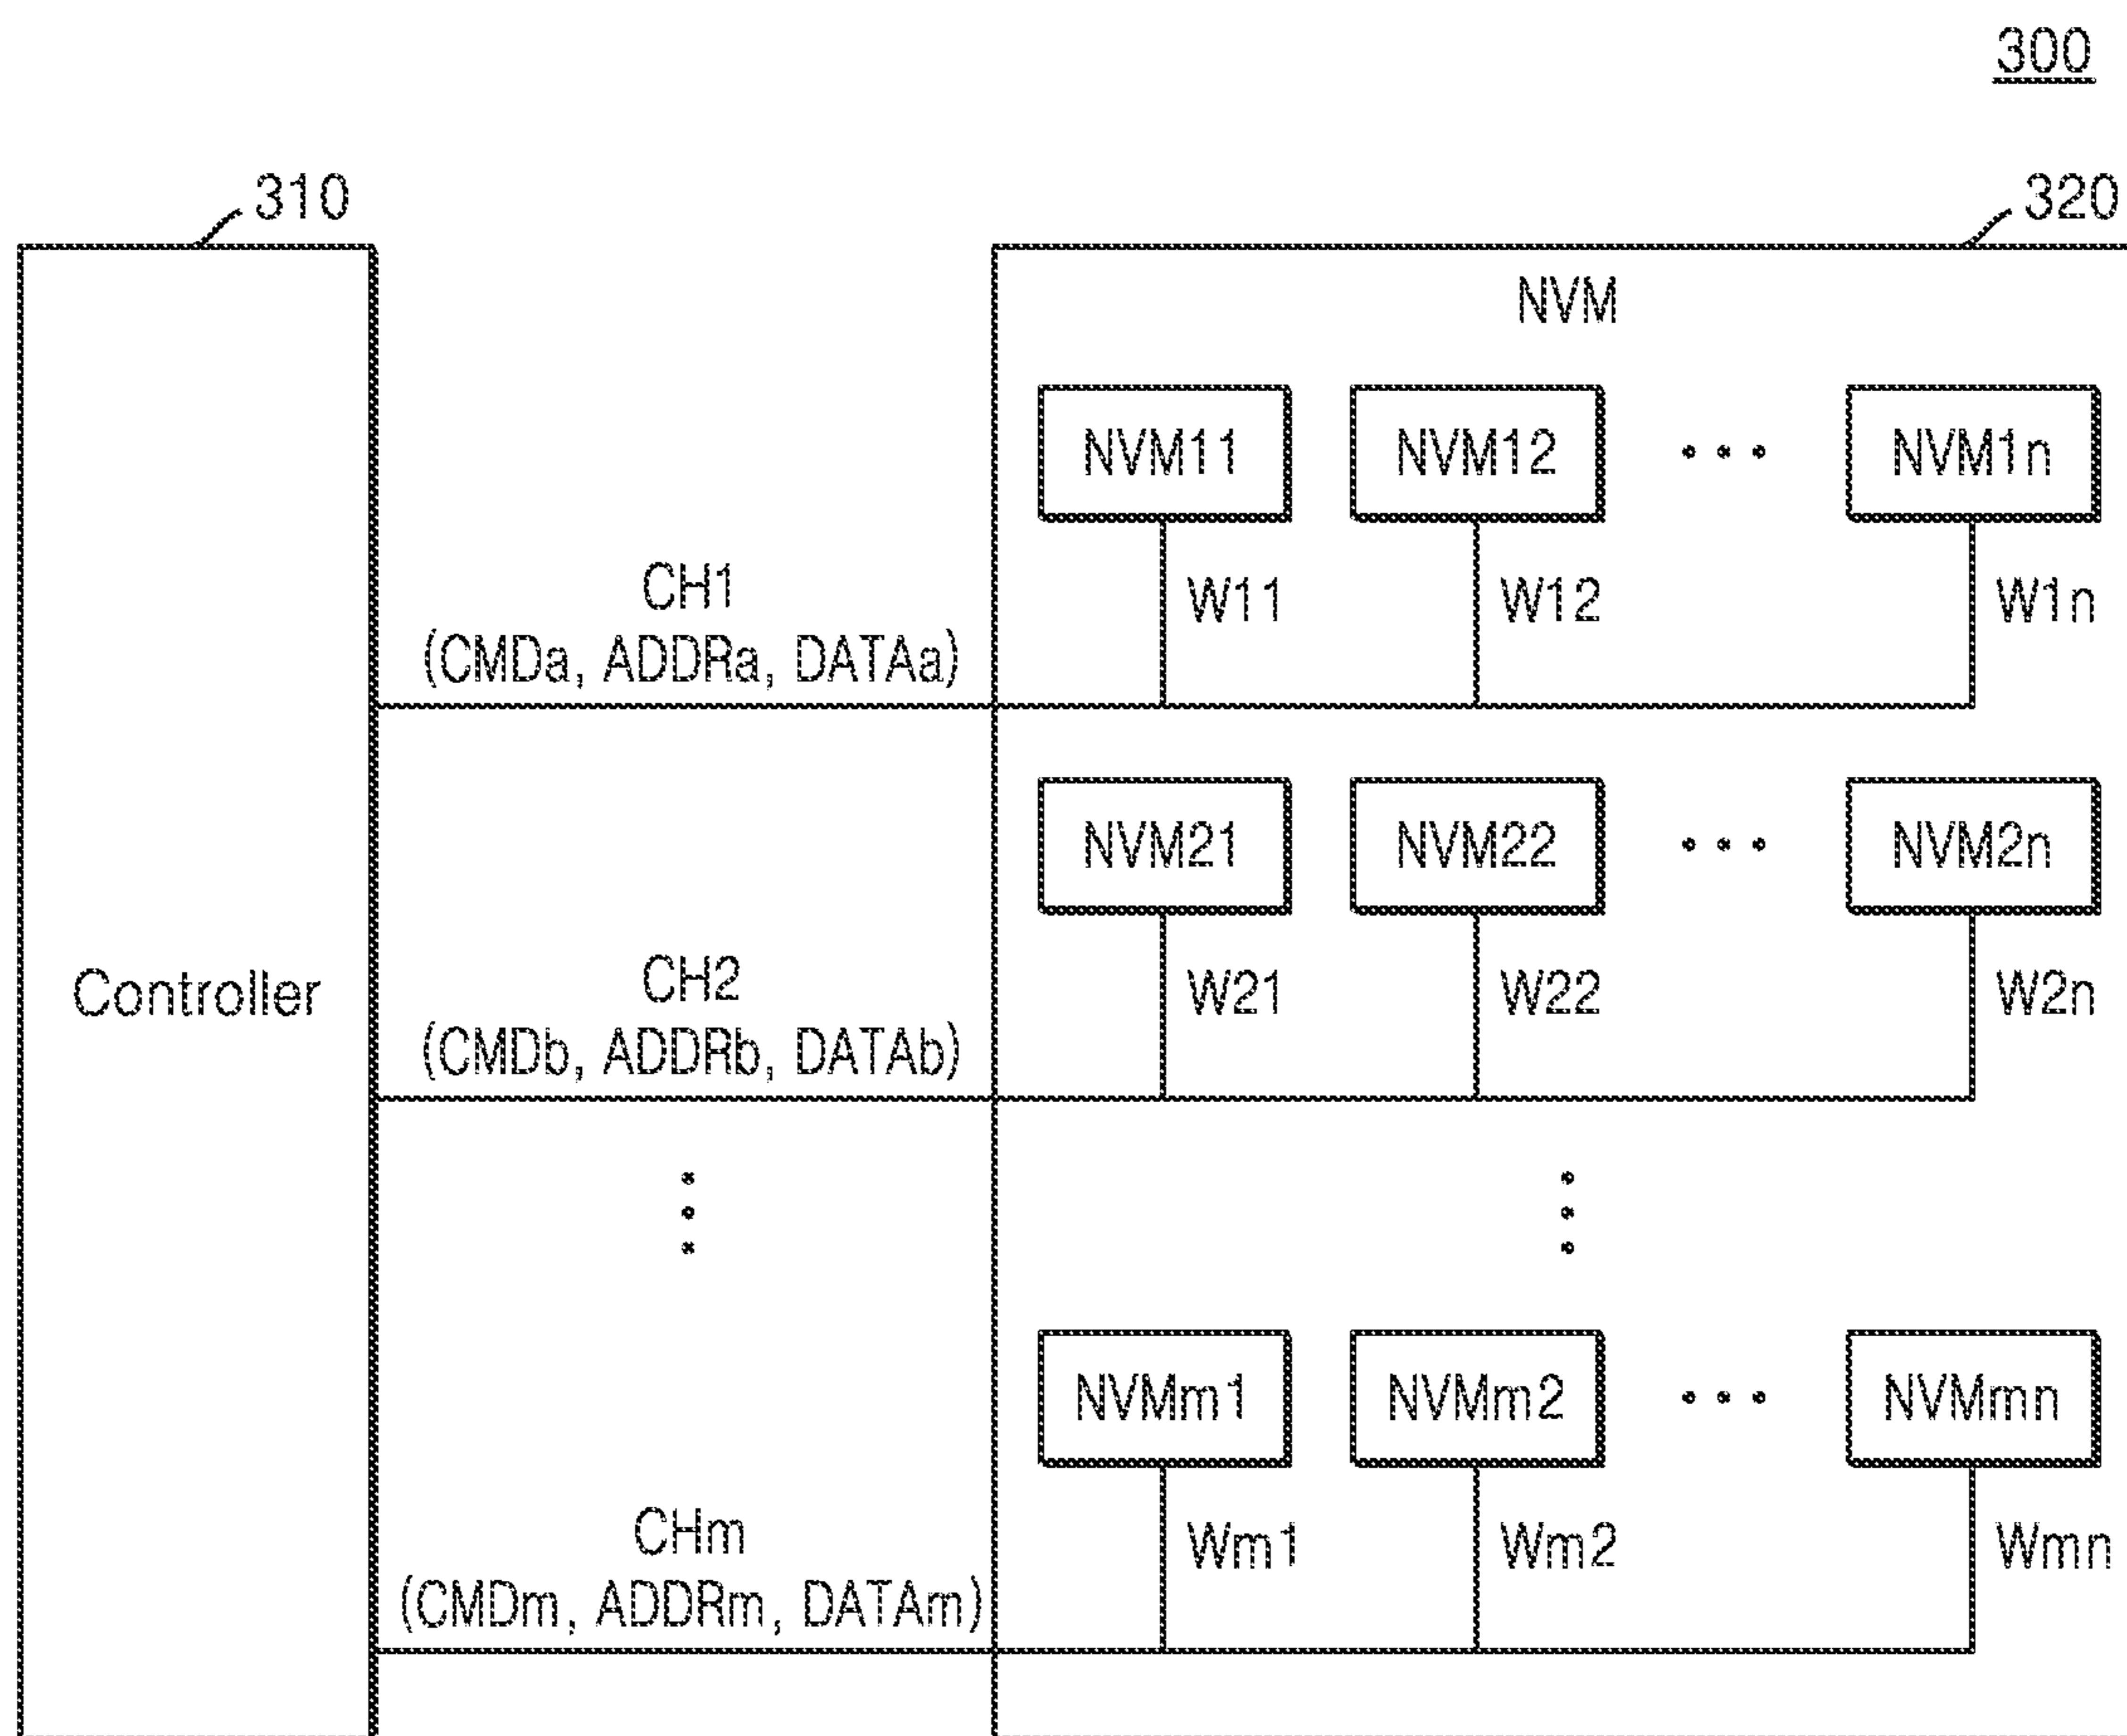 300
310
320
NVM
NVM11 NVM12 ••• NVM1n
CH1 W11 W12 W1n
(CMDa, ADDRa, DATAa)
NVM21 NVM22 ••• NVM2n
Controller CH2 W21 W22 W2n
(CMDb, ADDRb, DATAb)
NVMm1 NVMm2 ••• NVMmn
CHm Wm1 Wm2 Wmn
(CMDm, ADDRm, DATAm)